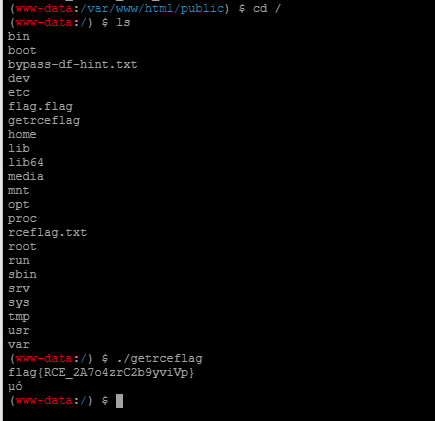 (www-data:/var/www/html/public) $ cd /
(www-data:/) $ ls
bin
boot
bypass-df-hint.txt
dev
etc
flag.flag
getrceflag
home
lib
lib64
media
mnt
opt
proc
rceflag.txt
root
run
sbin
srv
sys
tmp
usr
var
(www-data:/) $ ./getrceflag
flag{RCE_2A7o4zrC2b9yviVp}
µó
(www-data:/) $